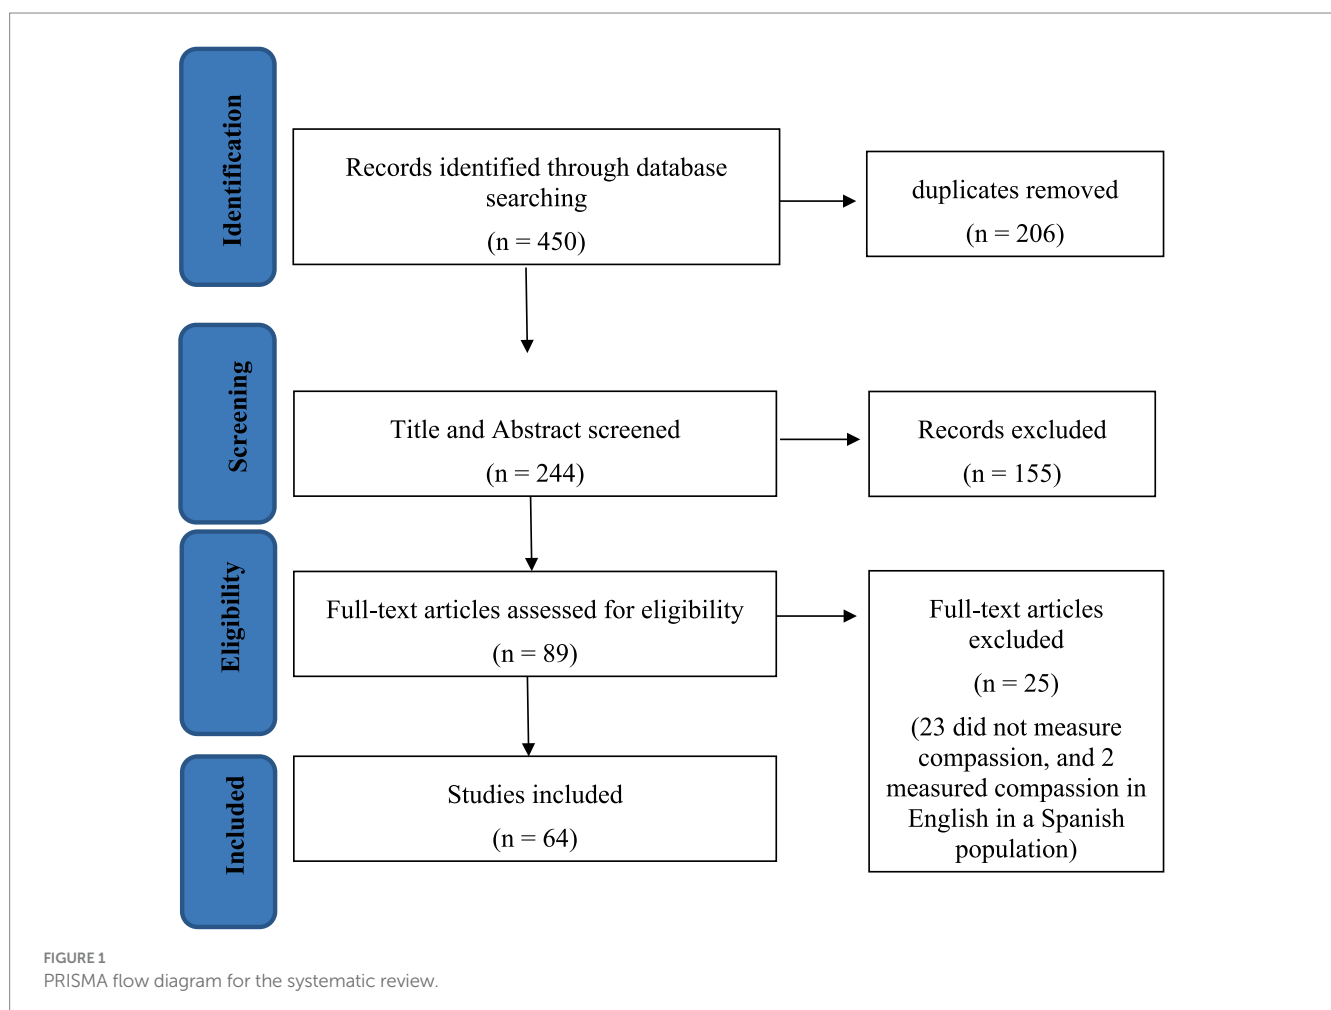 Identification
Records identified through database
searching
(n = 450)
duplicates removed
(n = 206)
Screening
Title and Abstract screened
(n = 244)
Records excluded
(n = 155)
Eligibility
Full-text articles assessed for eligibility
(n = 89)
Full-text articles
excluded
(n = 25)
(23 did not measure
compassion, and 2
measured compassion in
English in a Spanish
population)
Included
Studies included
(n = 64)
FIGURE 1
PRISMA flow diagram for the systematic review.